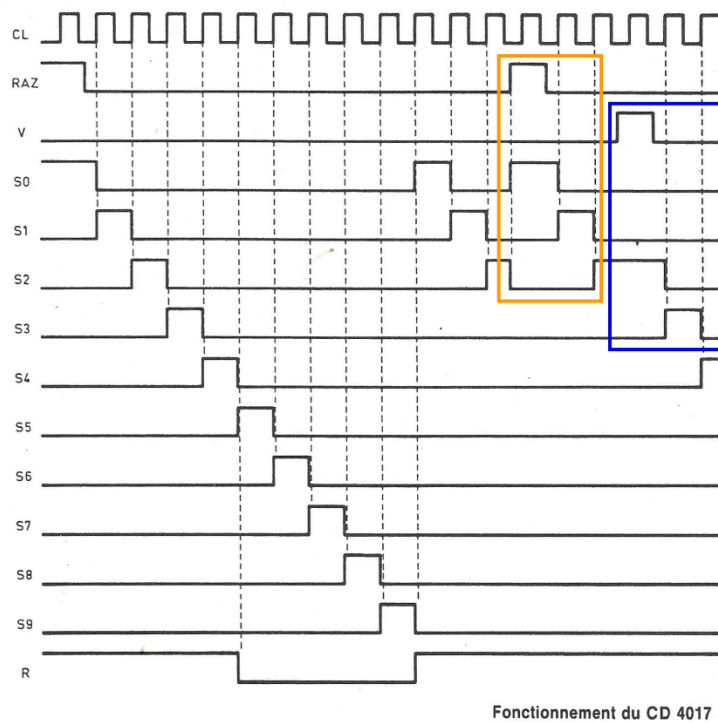 CL
RAZ
V
S0
S1
S2
S3
S4
S5
S6
S7
S8
S9
R
Fonctionnement du CD 4017